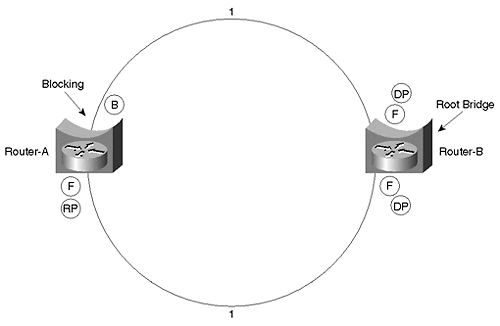 1
Blocking
B
DP
F
Root Bridge
Router-A
Router-B
F
RP
F
DP
1